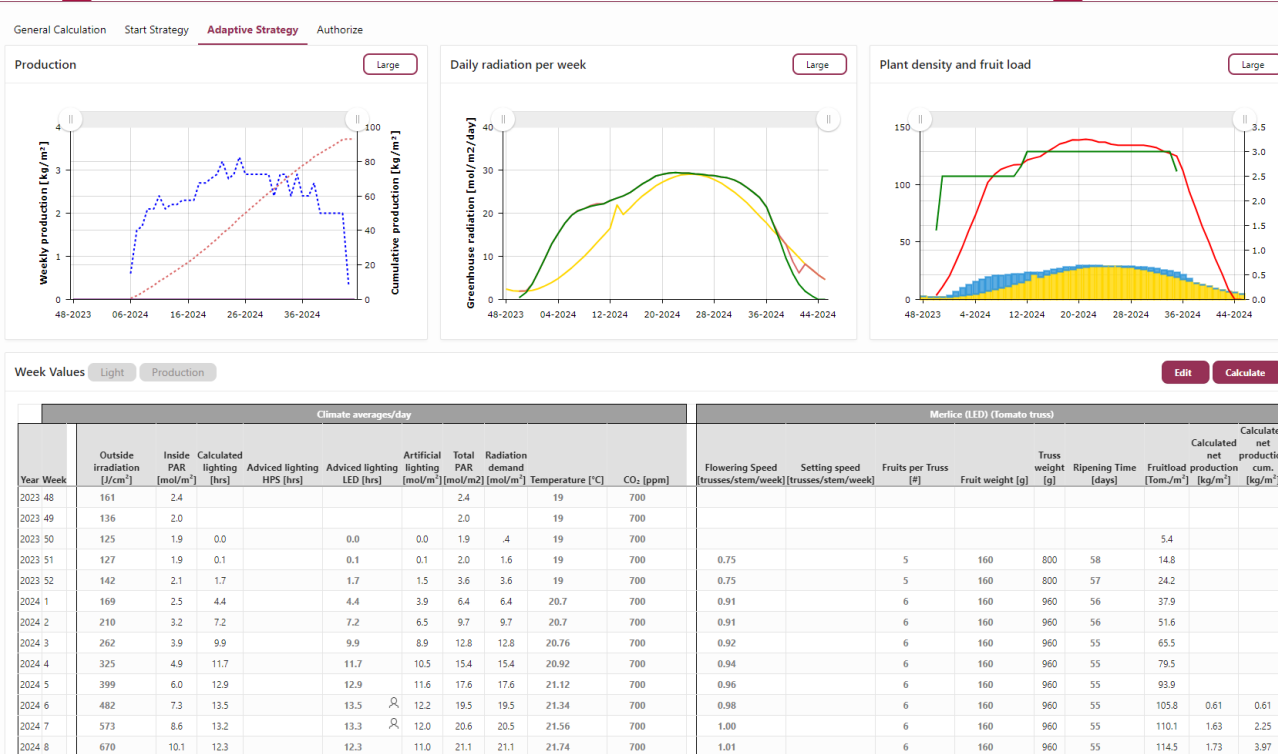 General Calculation Start Strategy Adaptive Strategy Authorize
Production Large
Daily radiation per week Large
Plant density and fruit load Large
Weekly production [kg/m²]
4
3
2
1
0
100
80
60
40
20
0
Cumulative production [kg/m²]
48-2023 06-2024 16-2024 26-2024 36-2024
Greenhouse radiation [mol/m2/day]
40
30
20
10
0
48-2023 04-2024 12-2024 20-2024 28-2024 36-2024 44-2024
150
100
50
0
3.5
3.0
2.5
2.0
1.5
1.0
0.5
0.0
48-2023 4-2024 12-2024 20-2024 28-2024 36-2024 44-2024
Week Values Light Production Edit Calculate
Climate averages/day Merlice (LED) (Tomato truss)
Year Week Outside irradiation [J/cm²] Inside PAR [mol/m²] Calculated lighting [hrs] Adviced lighting HPS [hrs] Adviced lighting LED [hrs] Artificial lighting [mol/m²] Total PAR [mol/m2] Radiation demand [mol/m²] Temperature [°C] CO₂ [ppm] Flowering Speed [trusses/stem/week] Setting speed [trusses/stem/week] Fruits per Truss [#] Fruit weight [g] Truss weight [g] Ripening Time [days] Fruitload [Tom./m²] Calculated net production [kg/m²] Calculate net productio cum. [kg/m²
2023 48 161 2.4 2.4 19 700
2023 49 136 2.0 2.0 19 700
2023 50 125 1.9 0.0 0.0 0.0 1.9 .4 19 700 5.4
2023 51 127 1.9 0.1 0.1 0.1 2.0 1.6 19 700 0.75 5 160 800 58 14.8
2023 52 142 2.1 1.7 1.7 1.5 3.6 3.6 19 700 0.75 5 160 800 57 24.2
2024 1 169 2.5 4.4 4.4 3.9 6.4 6.4 20.7 700 0.91 6 160 960 56 37.9
2024 2 210 3.2 7.2 7.2 6.5 9.7 9.7 20.7 700 0.91 6 160 960 56 51.6
2024 3 262 3.9 9.9 9.9 8.9 12.8 12.8 20.76 700 0.92 6 160 960 55 65.5
2024 4 325 4.9 11.7 11.7 10.5 15.4 15.4 20.92 700 0.94 6 160 960 55 79.5
2024 5 399 6.0 12.9 12.9 11.6 17.6 17.6 21.12 700 0.96 6 160 960 55 93.9
2024 6 482 7.3 13.5 13.5 12.2 19.5 19.5 21.34 700 0.98 6 160 960 55 105.8 0.61 0.61
2024 7 573 8.6 13.2 13.3 12.0 20.6 20.5 21.56 700 1.00 6 160 960 55 110.1 1.63 2.25
2024 8 670 10.1 12.3 12.3 11.0 21.1 21.1 21.74 700 1.01 6 160 960 55 114.5 1.73 3.97